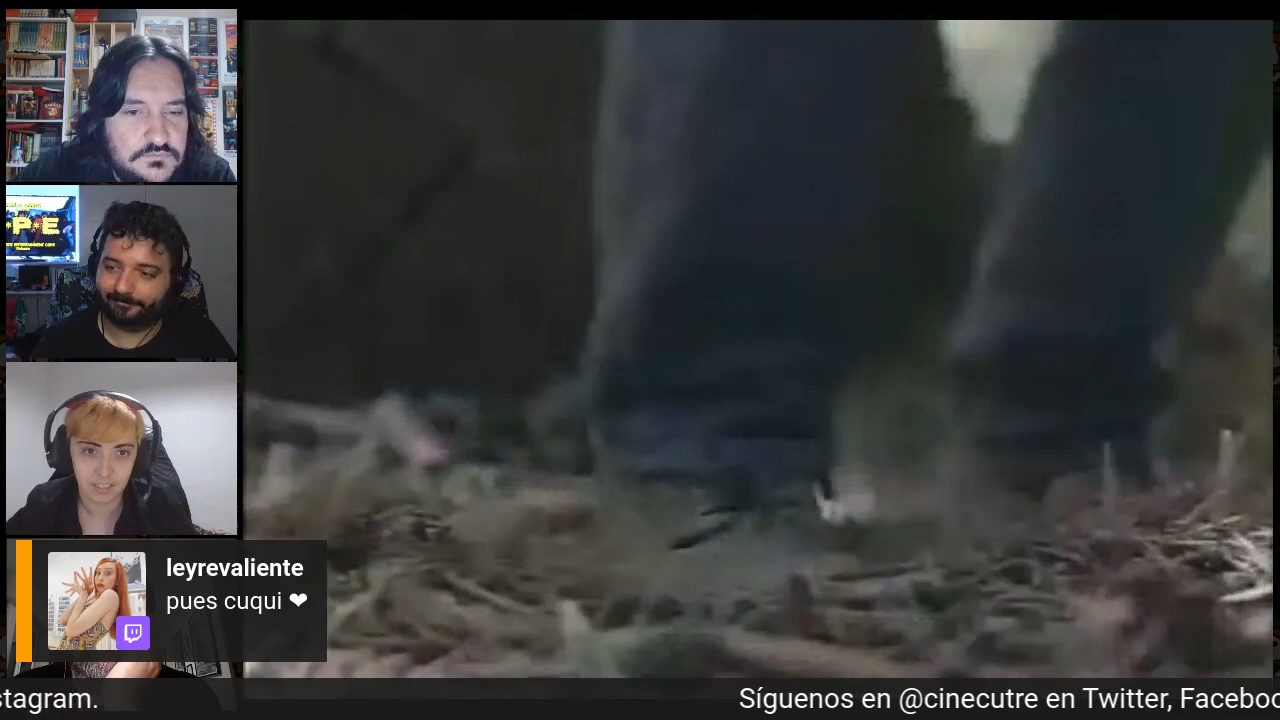 P E
leyrevaliente
pues cuqui ❤
stagram.
Síguenos en @cinecutre en Twitter, Faceboo